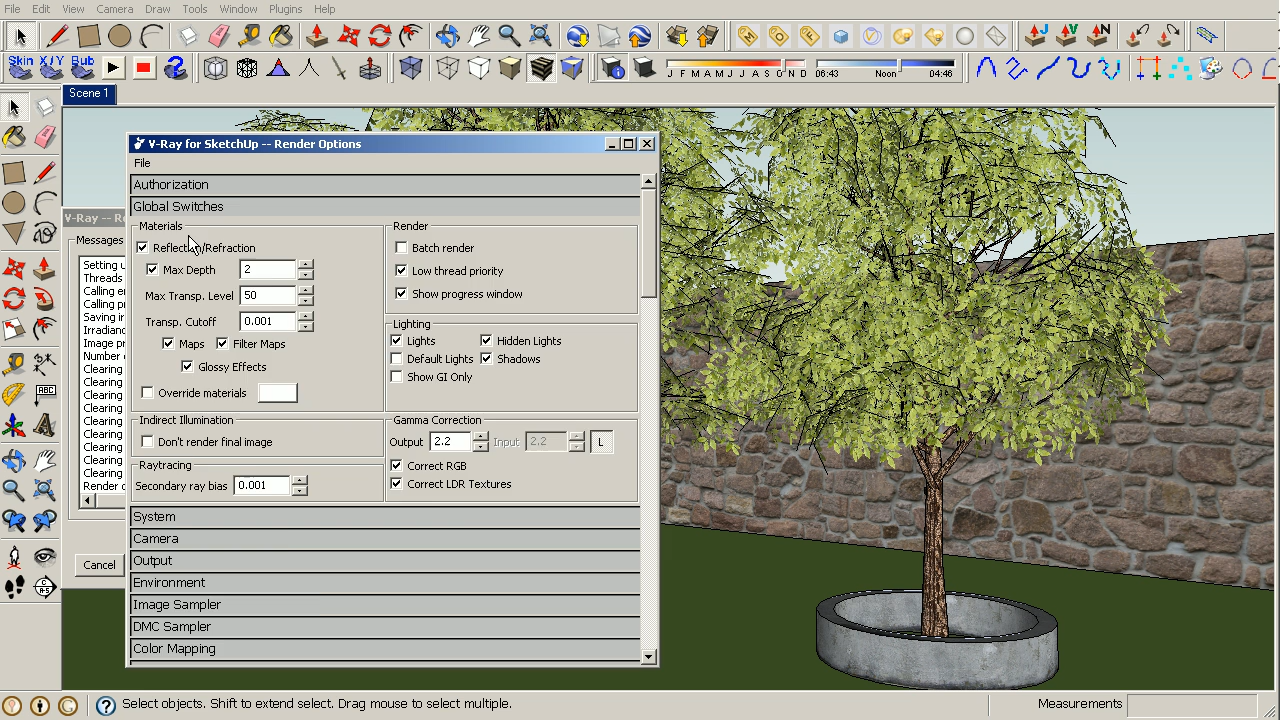 File Edit View Camera Draw Tools Window Plugins Help
Skin X/Y Bub
J F M A M J J A S O N D 06:43 Noon 04:46
Scene 1
V-Ray for SketchUp -- Render Options
File
Authorization
Global Switches
Materials
Reflection/Refraction
Max Depth 2
Max Transp. Level 50
Transp. Cutoff 0.001
Maps Filter Maps
Glossy Effects
Override materials
Render
Batch render
Low thread priority
Show progress window
Lighting
Lights Hidden Lights
Default Lights Shadows
Show GI Only
Indirect Illumination
Don't render final image
Raytracing
Secondary ray bias 0.001
Gamma Correction
Output 2.2 Input 2.2 L
Correct RGB
Correct LDR Textures
System
Camera
Output
Environment
Image Sampler
DMC Sampler
Color Mapping
V-Ray -- R
Messages
Setting u
Threads
Calling e
Calling p
Saving in
Irradian
Image p
Number
Clearing
Clearing
Clearing
Clearing
Clearing
Clearing
Clearing
Clearing
Clearing
Render
Cancel
ABC
Select objects. Shift to extend select. Drag mouse to select multiple.
Measurements